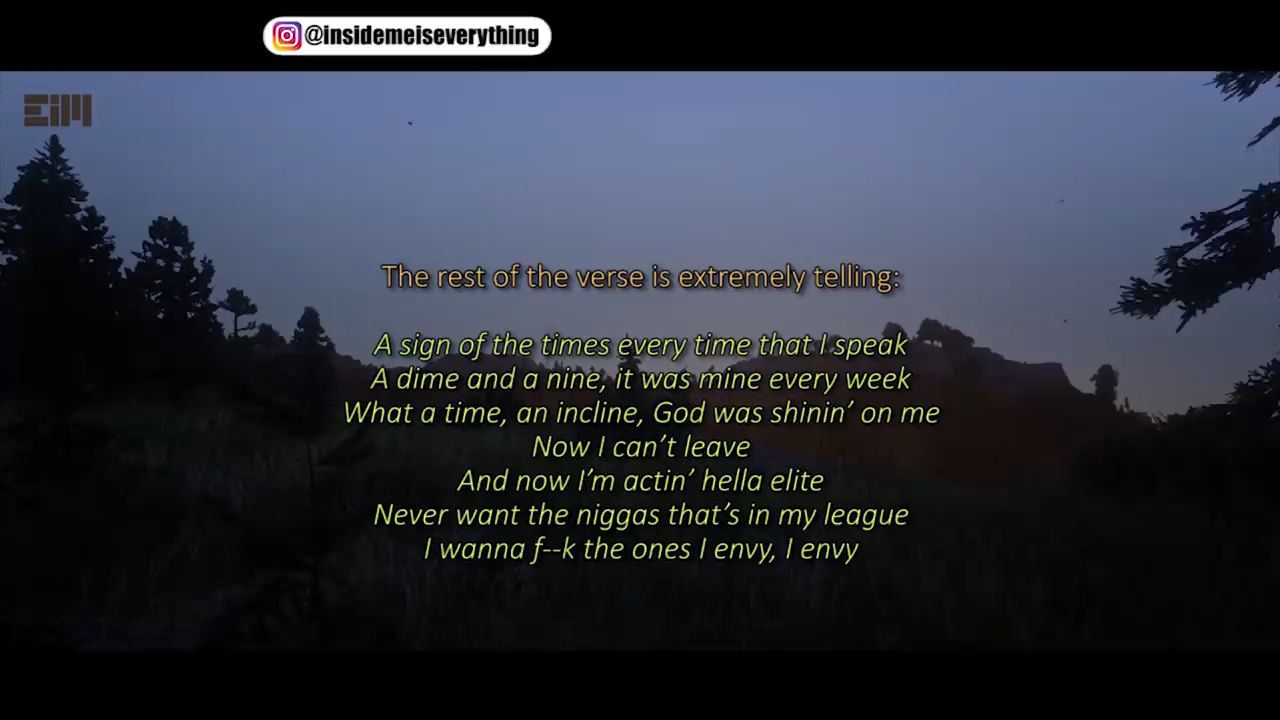 @insidemeiseverything
EIM
The rest of the verse is extremely telling:
A sign of the times every time that I speak
A dime and a nine, it was mine every week
What a time, an incline, God was shinin’ on me
Now I can’t leave
And now I’m actin’ hella elite
Never want the niggas that’s in my league
I wanna f--k the ones I envy, I envy